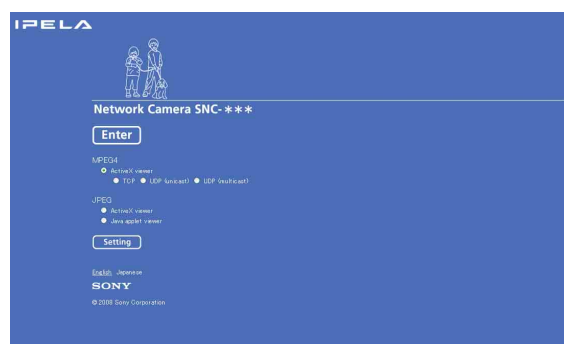 IPELA
Network Camera SNC-***
Enter
MPEG4
ActiveX viewer
TCP UDP (unicast) UDP (multicast)
JPEG
ActiveX viewer
Java applet viewer
Setting
English Japanese
SONY
© 2008 Sony Corporation